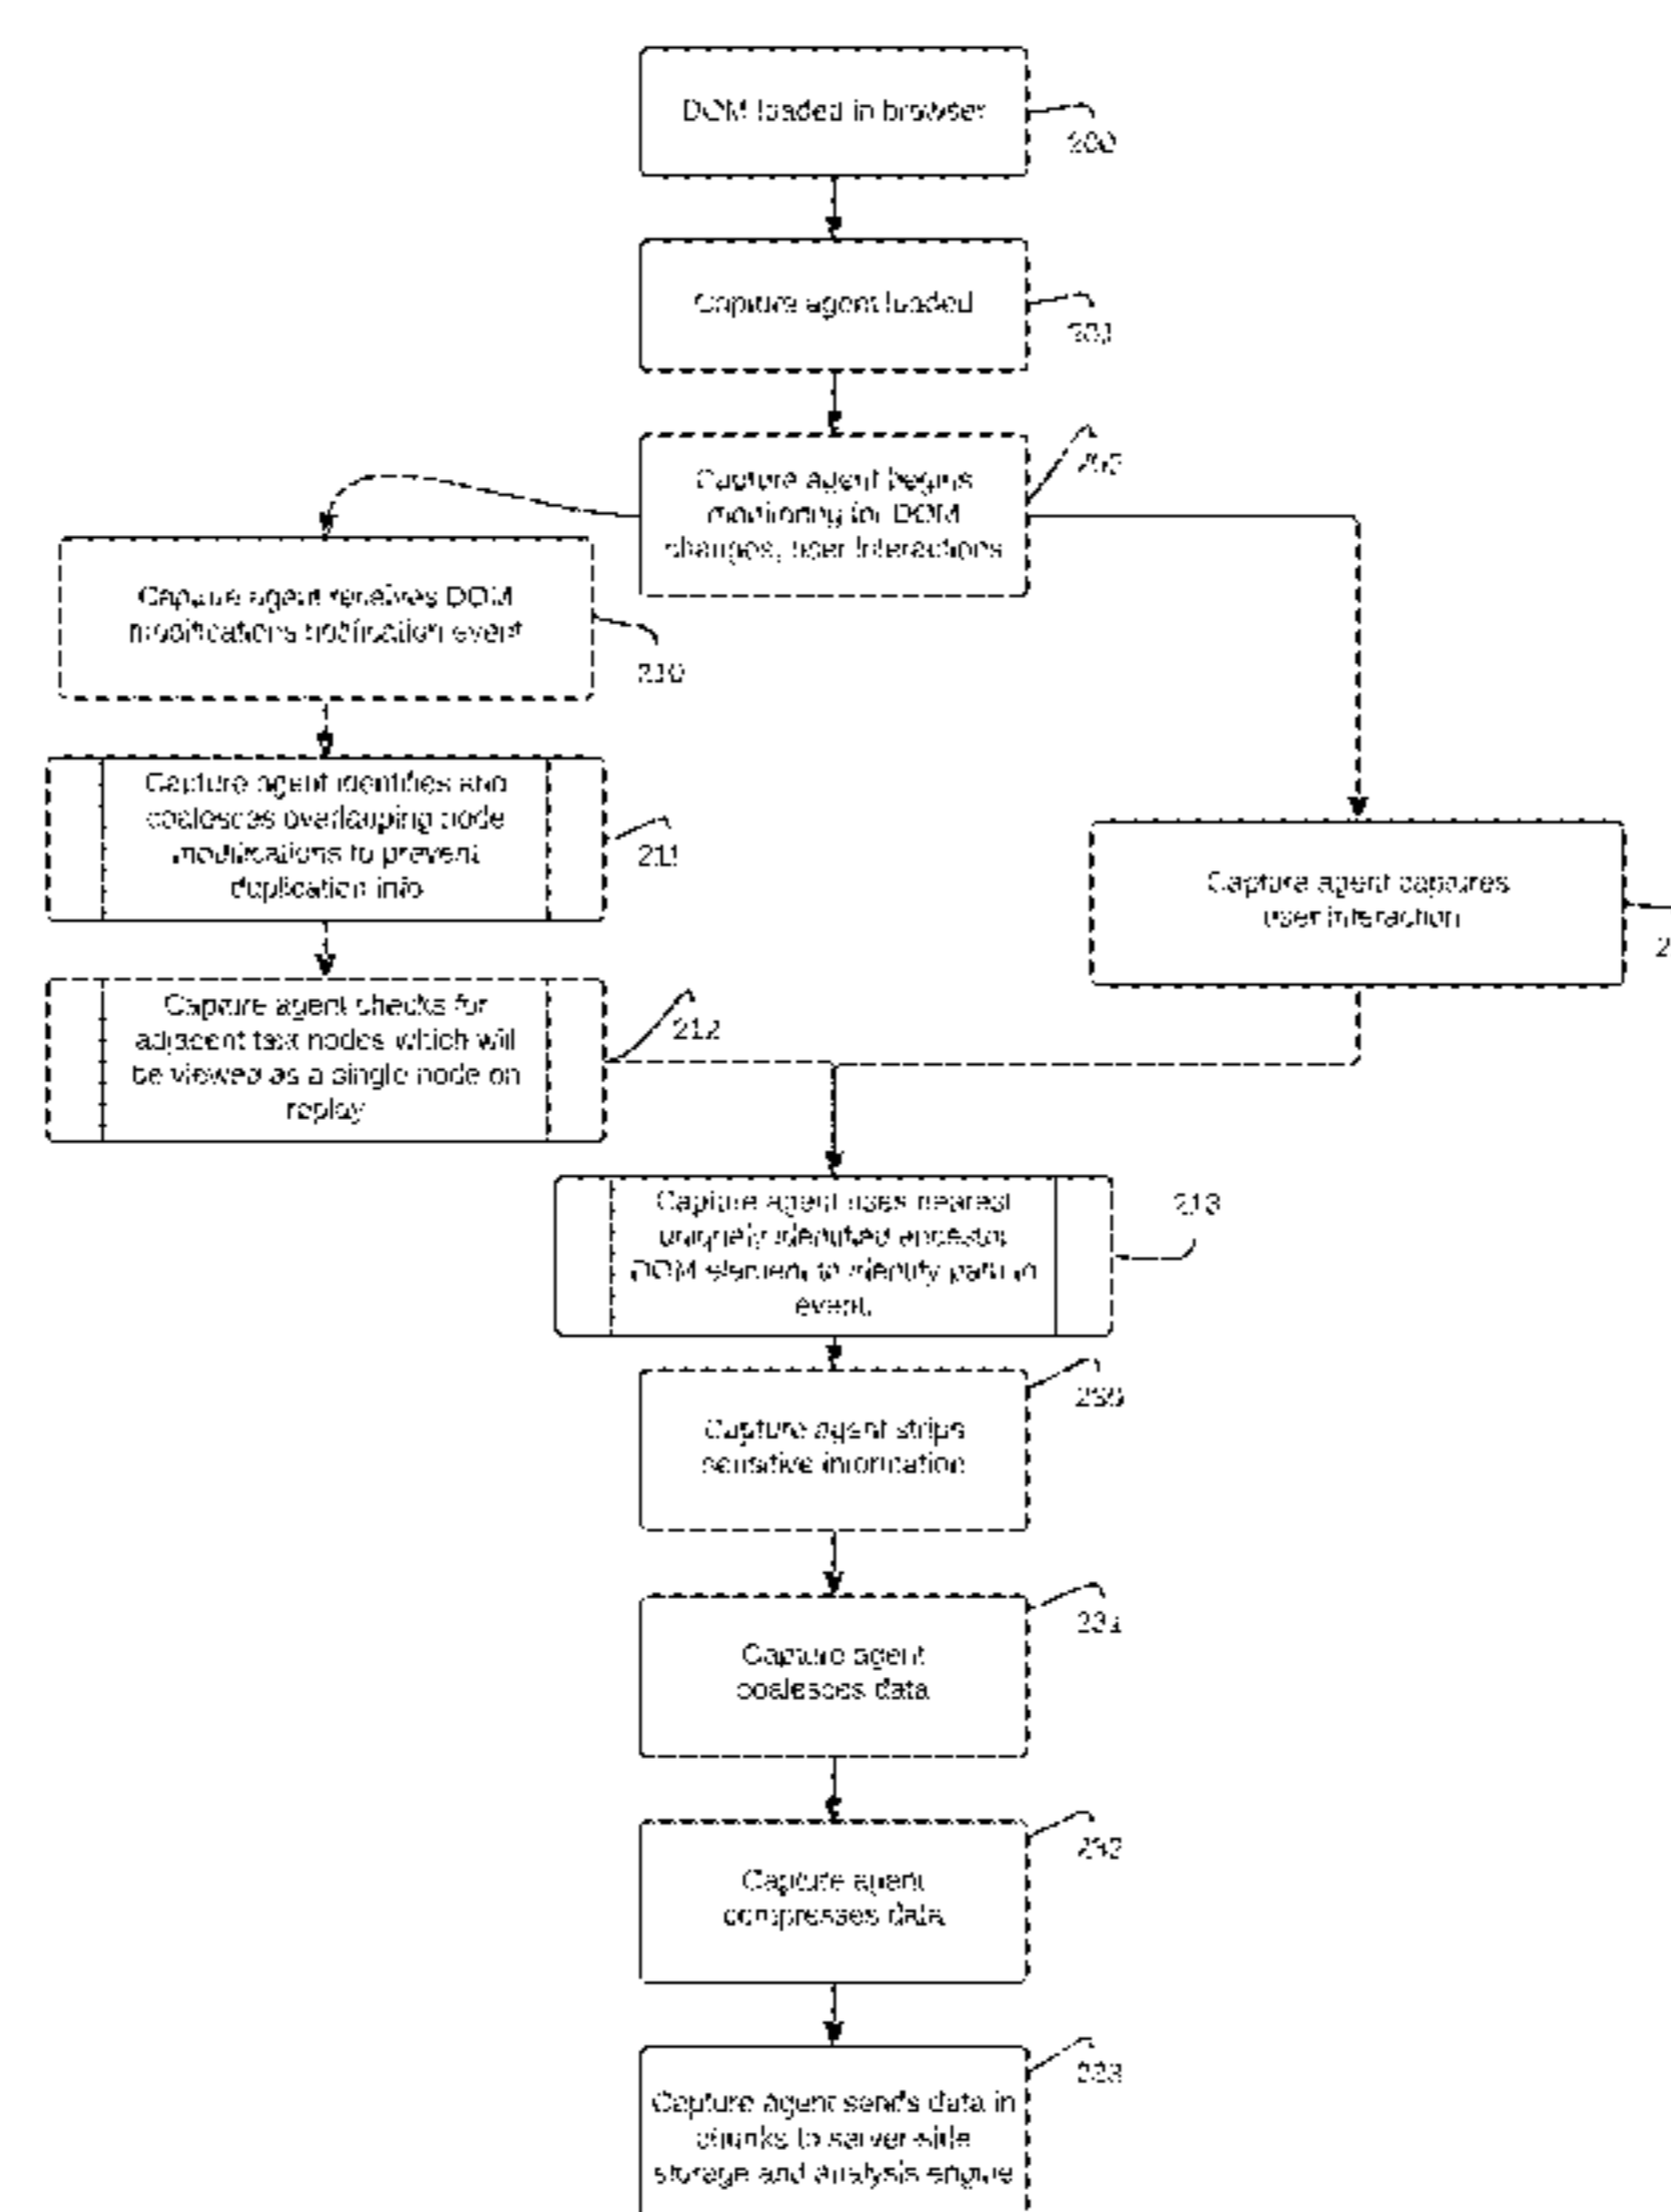 DOM loaded in browser
200
Capture agent loaded
201
Capture agent begins
monitoring for DOM
changes, user interactions
202
Capture agent receives DOM
modifications notification event
210
Capture agent identifies and
coalesces overlapping node
modifications to prevent
duplication info
211
Capture agent captures
user interaction
2
Capture agent checks for
adjacent text nodes which will
be viewed as a single node on
replay
212
Capture agent uses nearest
uniquely identified ancestor
DOM element to identify path in
event.
213
Capture agent strips
sensitive information
Capture agent
coalesces data
231
Capture agent
compresses data
232
Capture agent sends data in
chunks to server-side
storage and analysis engine